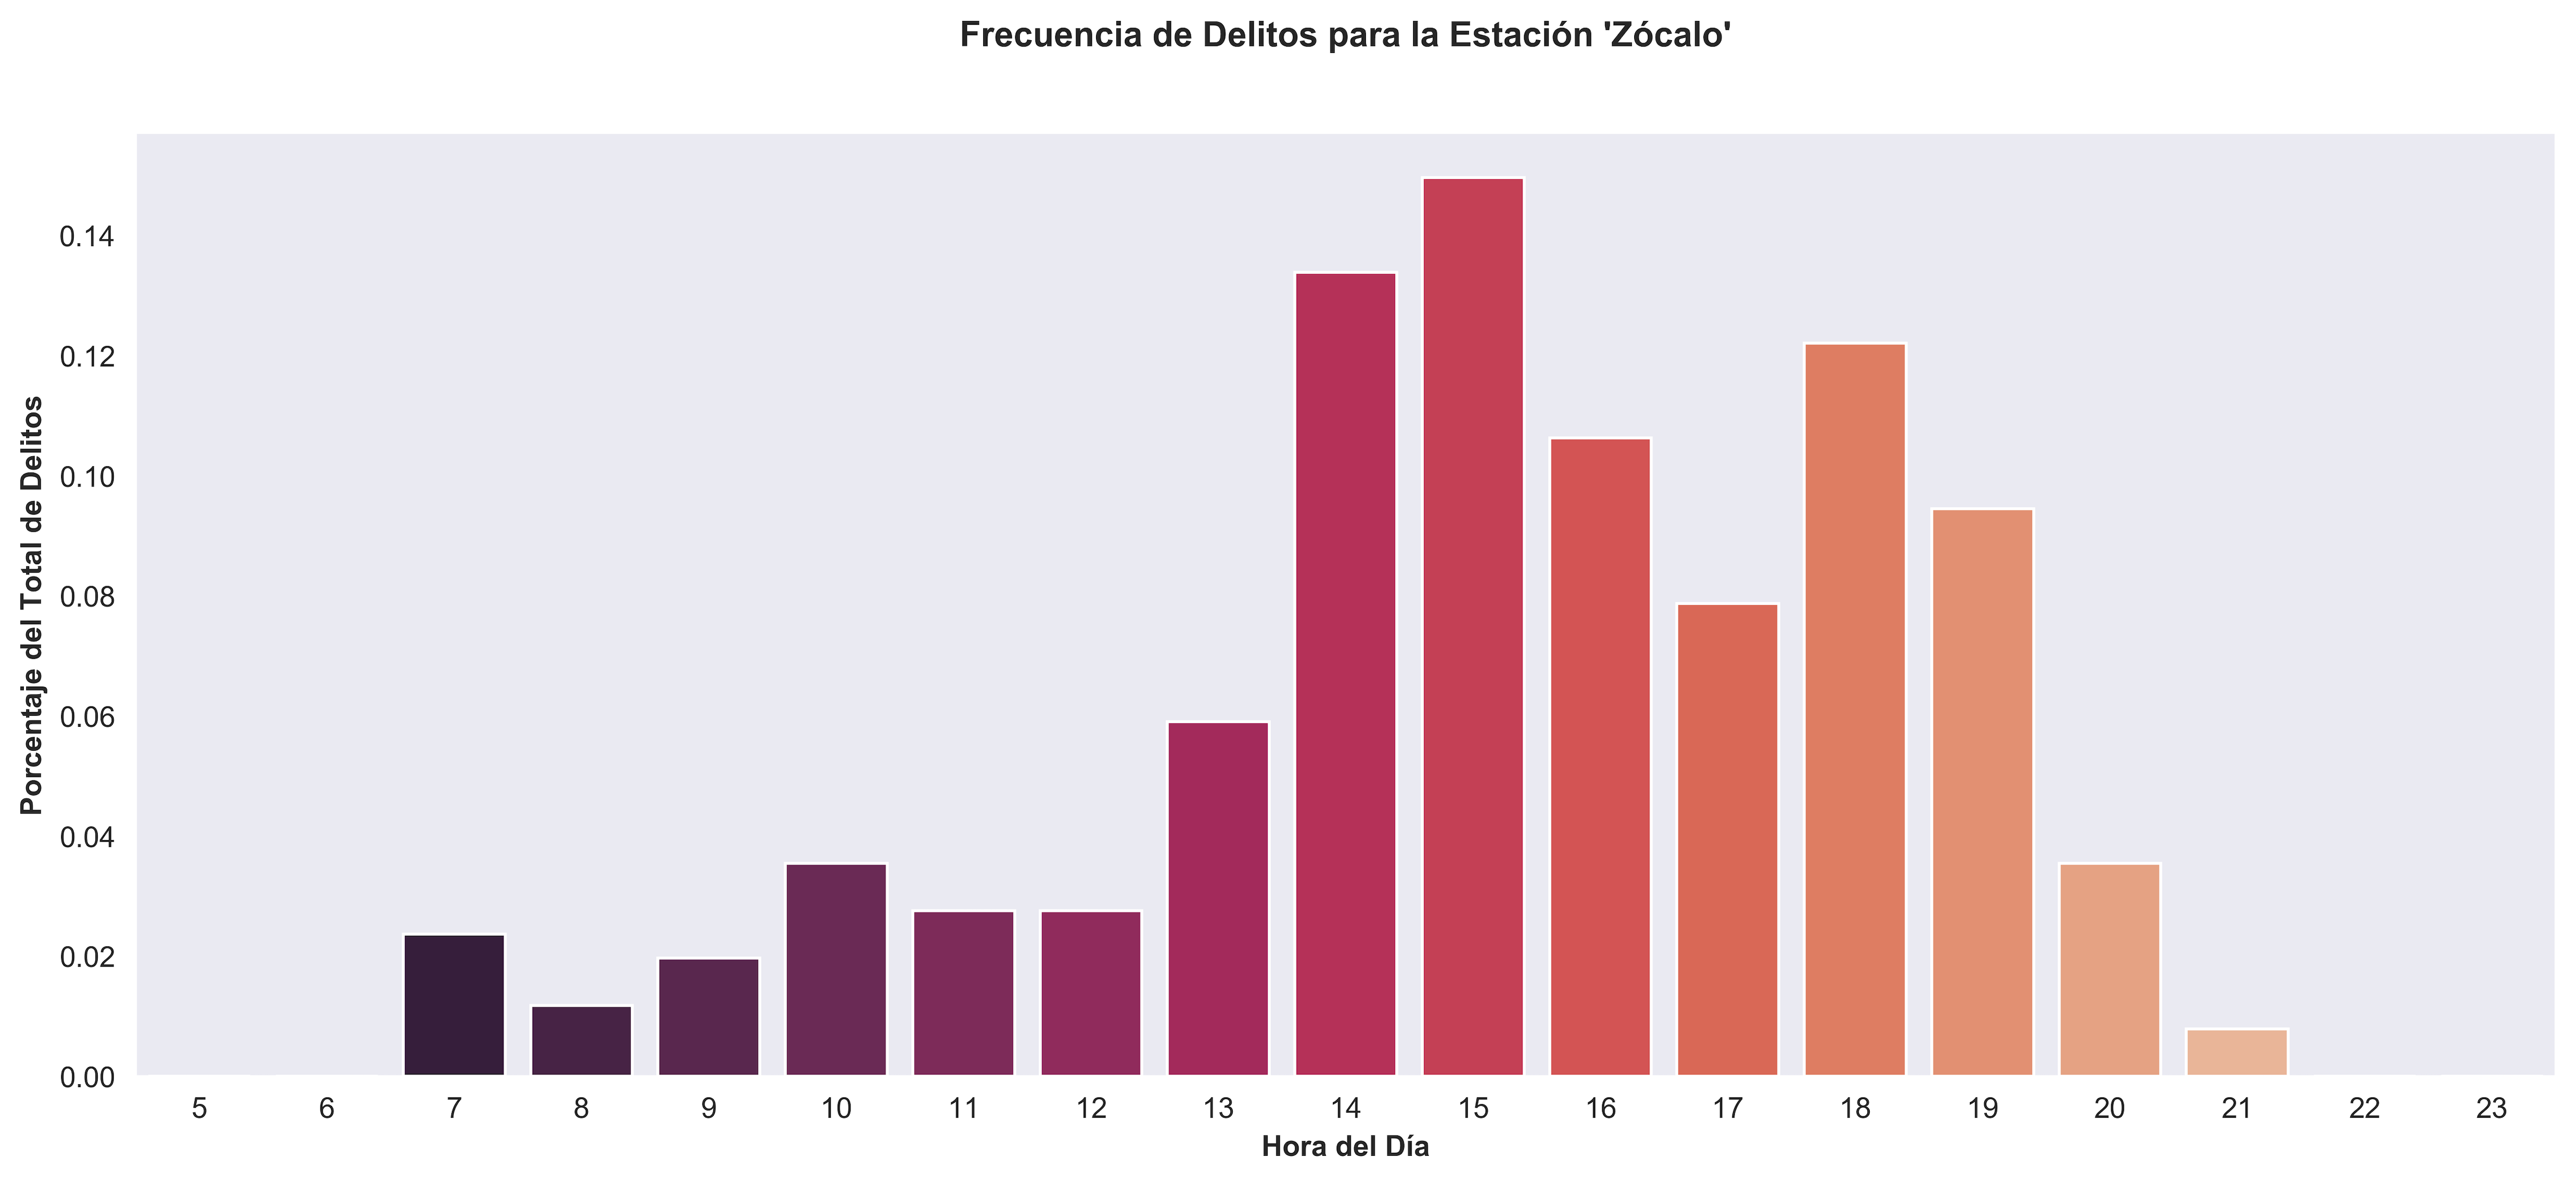 Frecuencia de Delitos para la Estación 'Zócalo'
Porcentaje del Total de Delitos
0.14
0.12
0.10
0.08
0.06
0.04
0.02
0.00
5 6 7 8 9 10 11 12 13 14 15 16 17 18 19 20 21 22 23
Hora del Día